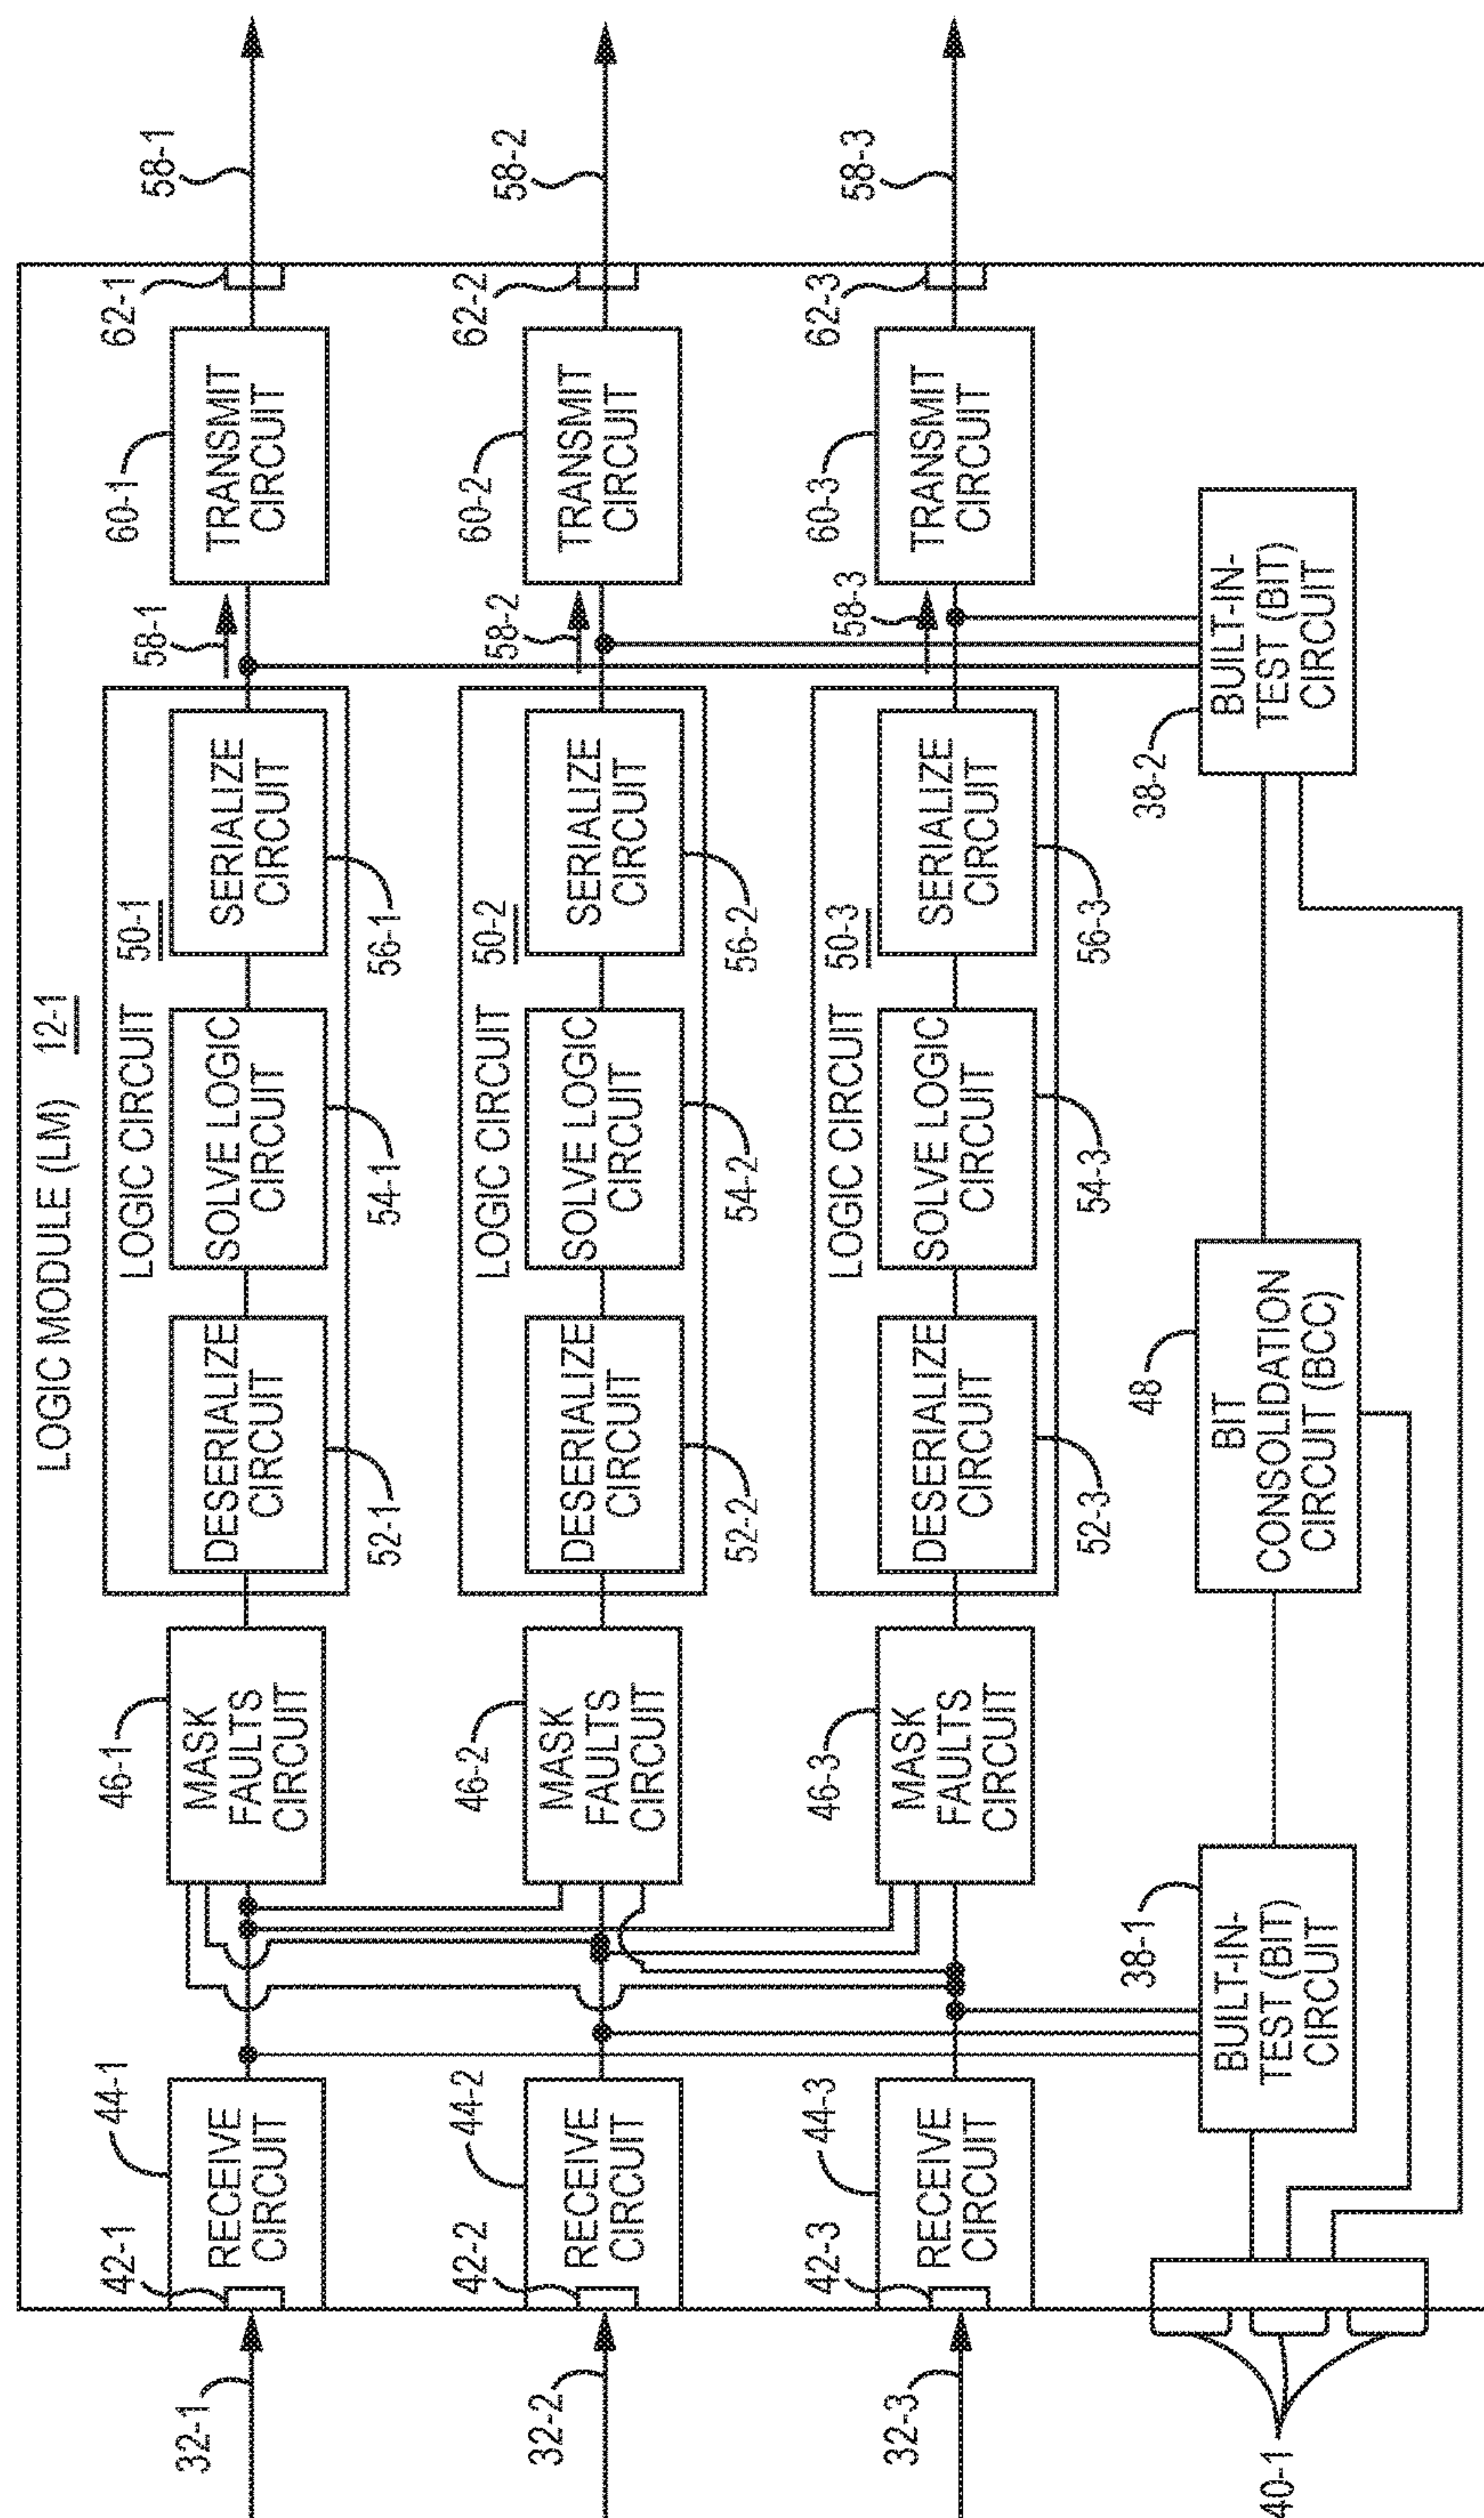 LOGIC MODULE (LM) 12-1
32-1
42-1
RECEIVE
CIRCUIT
44-1
MASK
FAULTS
CIRCUIT
46-1
LOGIC CIRCUIT 50-1
DESERIALIZE
CIRCUIT
52-1
SOLVE LOGIC
CIRCUIT
54-1
SERIALIZE
CIRCUIT
56-1
58-1
TRANSMIT
CIRCUIT
60-1
62-1
58-1
32-2
42-2
RECEIVE
CIRCUIT
44-2
MASK
FAULTS
CIRCUIT
46-2
LOGIC CIRCUIT 50-2
DESERIALIZE
CIRCUIT
52-2
SOLVE LOGIC
CIRCUIT
54-2
SERIALIZE
CIRCUIT
56-2
58-2
TRANSMIT
CIRCUIT
60-2
62-2
58-2
32-3
42-3
RECEIVE
CIRCUIT
44-3
MASK
FAULTS
CIRCUIT
46-3
LOGIC CIRCUIT 50-3
DESERIALIZE
CIRCUIT
52-3
SOLVE LOGIC
CIRCUIT
54-3
SERIALIZE
CIRCUIT
56-3
58-3
TRANSMIT
CIRCUIT
60-3
62-3
58-3
40-1
38-1
BUILT-IN-
TEST (BIT)
CIRCUIT
48
BIT
CONSOLIDATION
CIRCUIT (BCC)
38-2
BUILT-IN-
TEST (BIT)
CIRCUIT